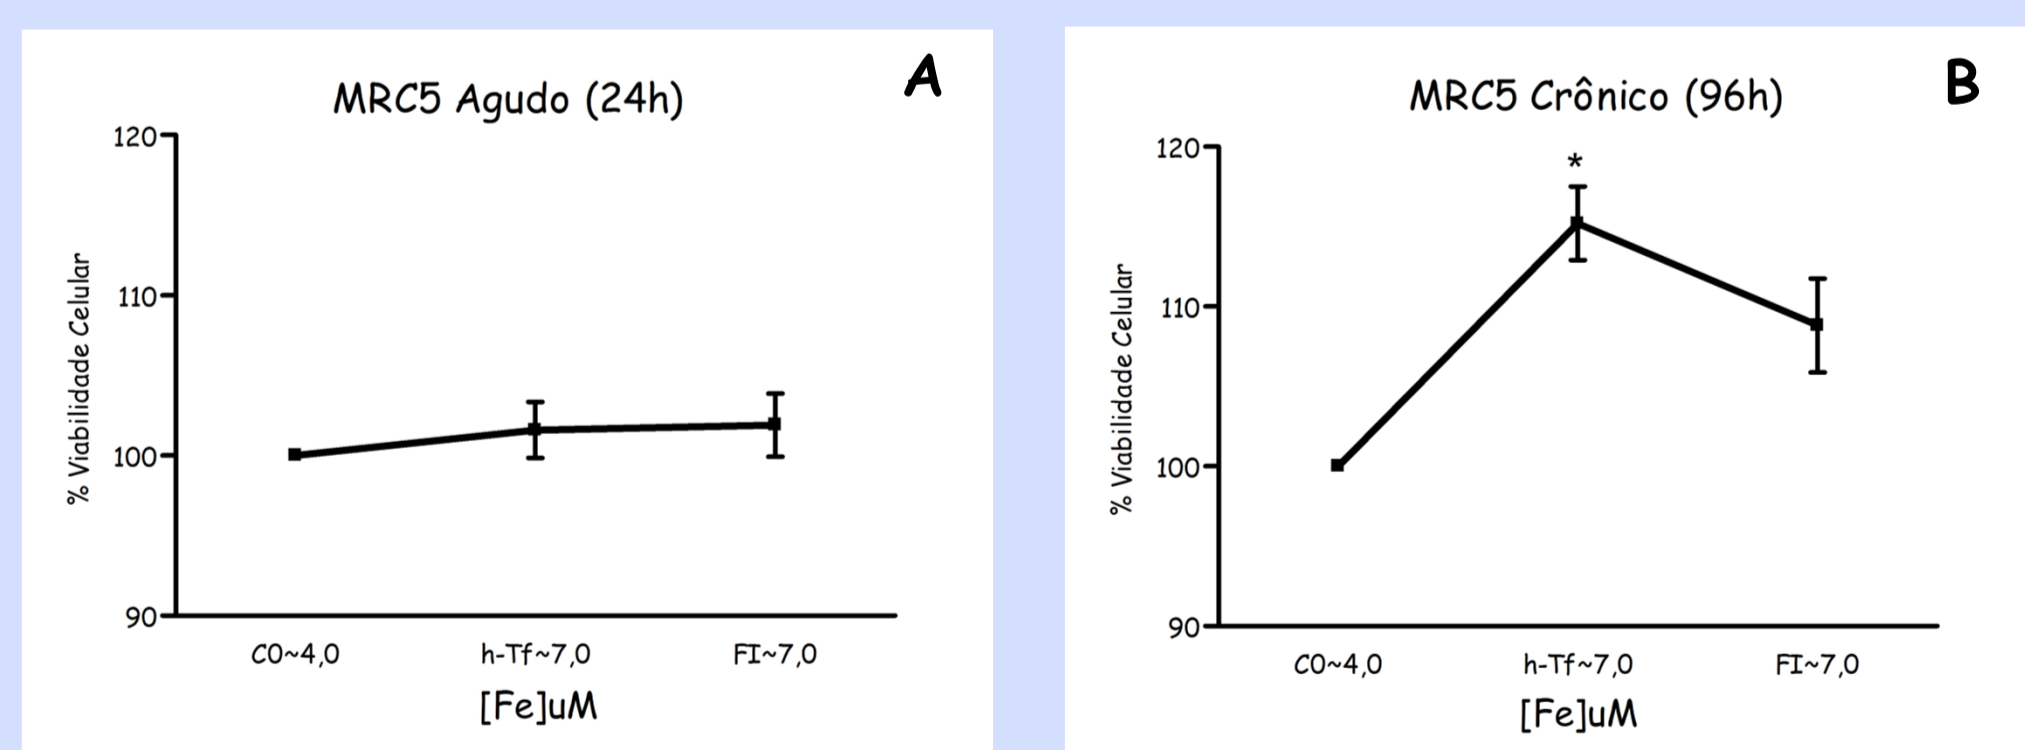 A
MRC5 Agudo (24h)
% Viabilidade Celular
120
110
100
90
C0~4,0 h-Tf~7,0 FI~7,0
[Fe]uM
B
MRC5 Crônico (96h)
% Viabilidade Celular
120
110
100
90
*
C0~4,0 h-Tf~7,0 FI~7,0
[Fe]uM